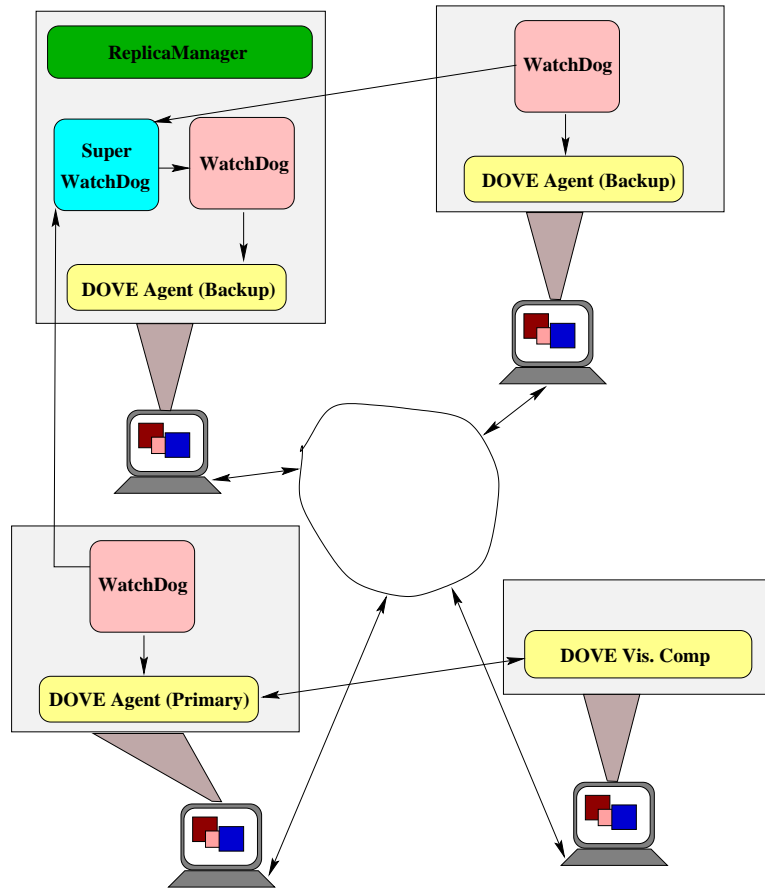 ReplicaManager
Super
WatchDog
WatchDog
DOVE Agent (Backup)
WatchDog
DOVE Agent (Backup)
WatchDog
DOVE Agent (Primary)
DOVE Vis. Comp